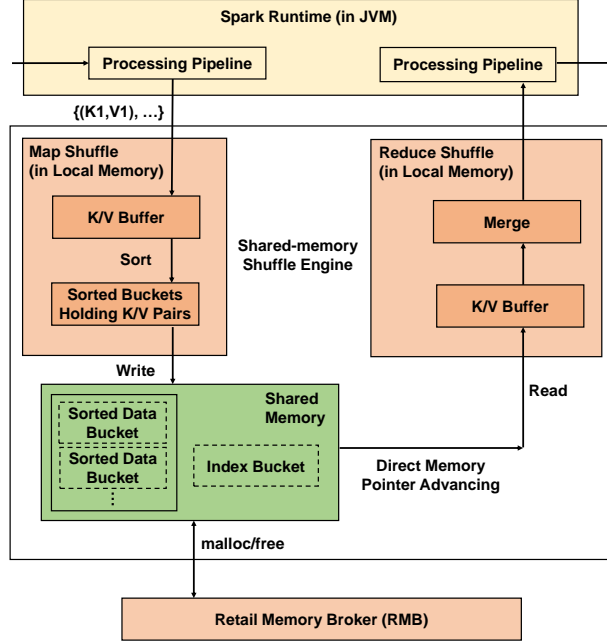 Spark Runtime (in JVM)
Processing Pipeline
Processing Pipeline
{(K1,V1), ...}
Map Shuffle
(in Local Memory)
K/V Buffer
Sort
Sorted Buckets
Holding K/V Pairs
Write
Shared-memory
Shuffle Engine
Reduce Shuffle
(in Local Memory)
Merge
K/V Buffer
Read
Shared
Memory
Sorted Data
Bucket
Sorted Data
Bucket
⋮
Index Bucket
Direct Memory
Pointer Advancing
malloc/free
Retail Memory Broker (RMB)